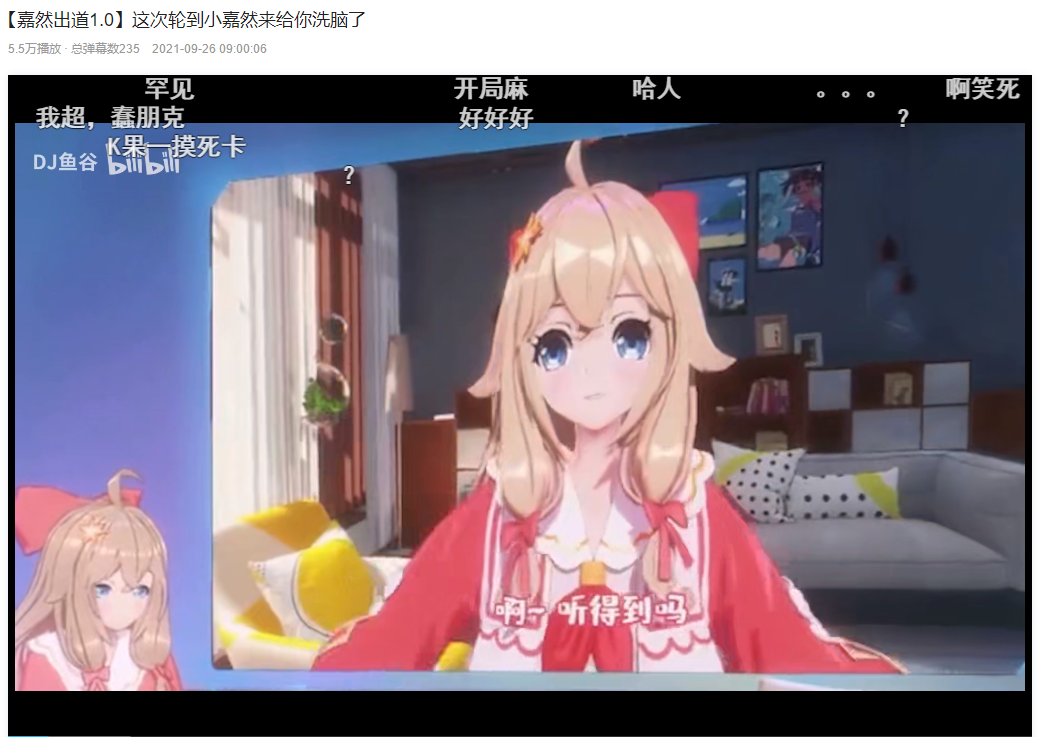 【嘉然出道1.0】这次轮到小嘉然来给你洗脑了
5.5万播放 · 总弹幕数235 2021-09-26 09:00:06
罕见 开局麻 哈人 。。。 啊笑死
我超，蠢朋克 好好好 ?
K果一摸死卡
DJ鱼谷 bilibili
?
啊~ 听得到吗